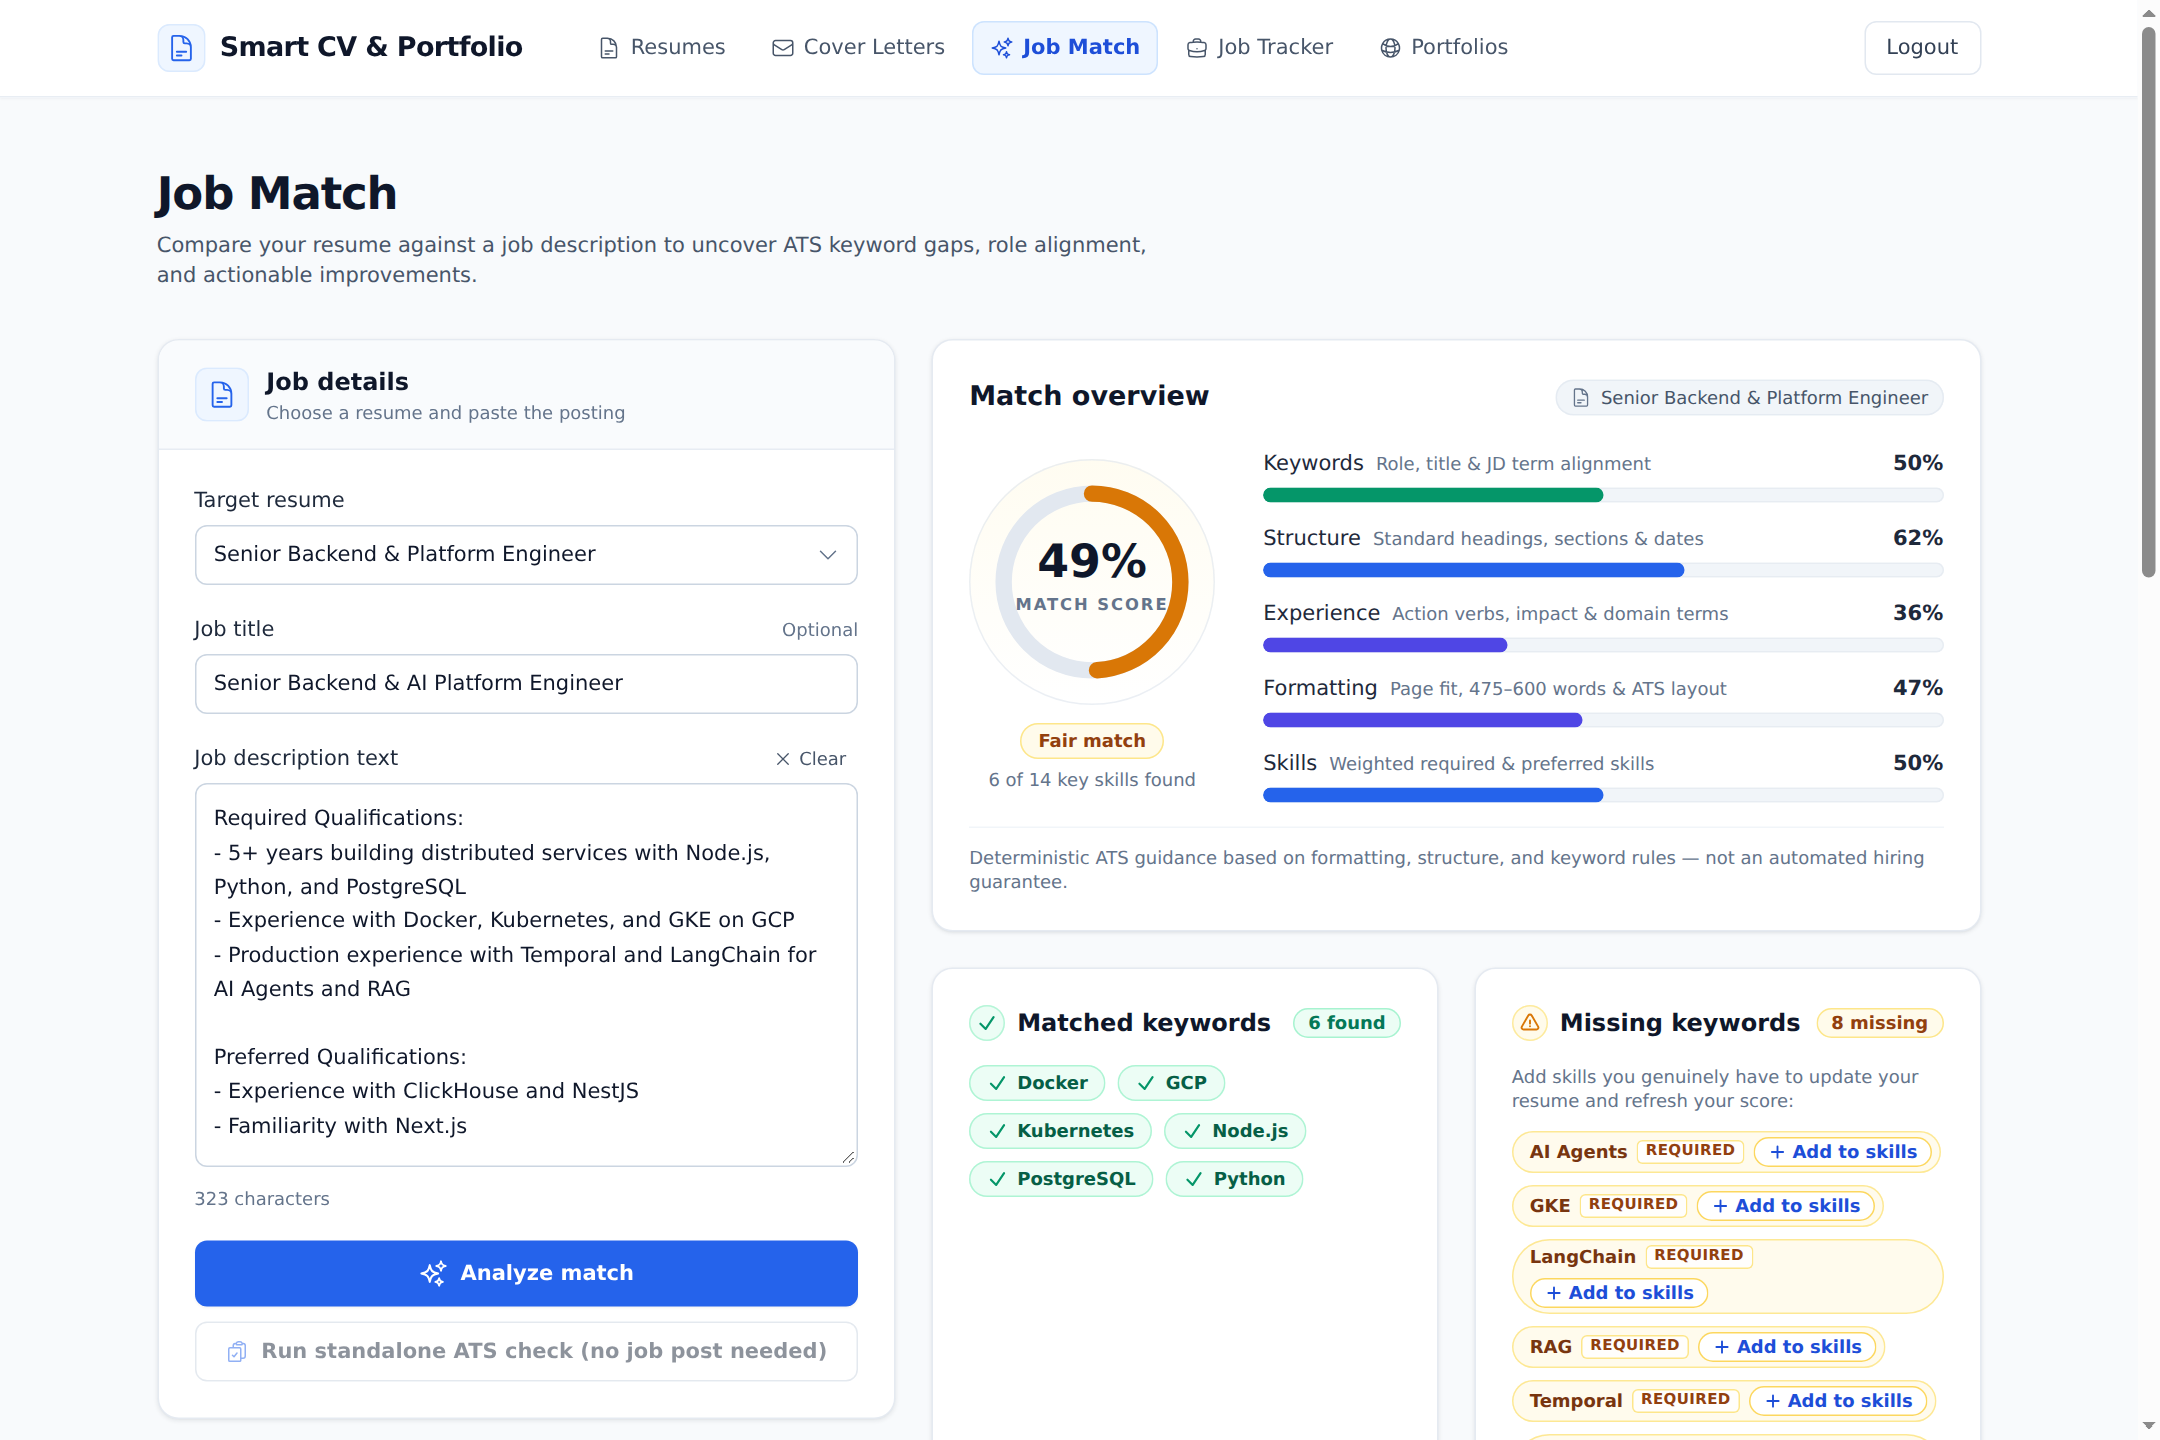 Smart CV & Portfolio
Resumes
Cover Letters
Job Match
Job Tracker
Portfolios
Logout
Job Match
Compare your resume against a job description to uncover ATS keyword gaps, role alignment,
and actionable improvements.
Job details
Choose a resume and paste the posting
Target resume
Senior Backend & Platform Engineer
Job title
Optional
Senior Backend & AI Platform Engineer
Job description text
Clear
Required Qualifications:
- 5+ years building distributed services with Node.js,
Python, and PostgreSQL
- Experience with Docker, Kubernetes, and GKE on GCP
- Production experience with Temporal and LangChain for
AI Agents and RAG
Preferred Qualifications:
- Experience with ClickHouse and NestJS
- Familiarity with Next.js
323 characters
Analyze match
Run standalone ATS check (no job post needed)
Match overview
Senior Backend & Platform Engineer
49%
MATCH SCORE
Fair match
6 of 14 key skills found
Keywords Role, title & JD term alignment 50%
Structure Standard headings, sections & dates 62%
Experience Action verbs, impact & domain terms 36%
Formatting Page fit, 475–600 words & ATS layout 47%
Skills Weighted required & preferred skills 50%
Deterministic ATS guidance based on formatting, structure, and keyword rules — not an automated hiring
guarantee.
Matched keywords
6 found
Docker
GCP
Kubernetes
Node.js
PostgreSQL
Python
Missing keywords
8 missing
Add skills you genuinely have to update your
resume and refresh your score:
AI Agents REQUIRED + Add to skills
GKE REQUIRED + Add to skills
LangChain REQUIRED
+ Add to skills
RAG REQUIRED + Add to skills
Temporal REQUIRED + Add to skills